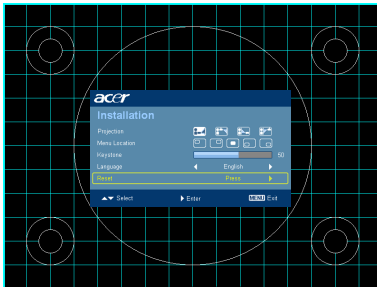 acer
Installation
Projection
Menu Location
Keystone 50
Language English
Reset Press
Select Enter MENU Exit